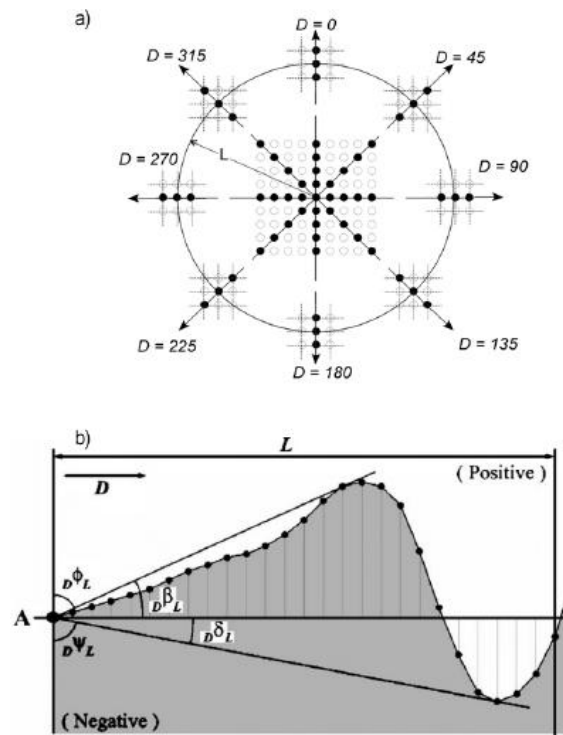 a)
D = 0
D = 315
D = 45
L
D = 270
D = 90
D = 225
D = 135
D = 180
b)
L
D
( Positive )
DΦL
DβL
A
DδL
DΨL
( Negative )